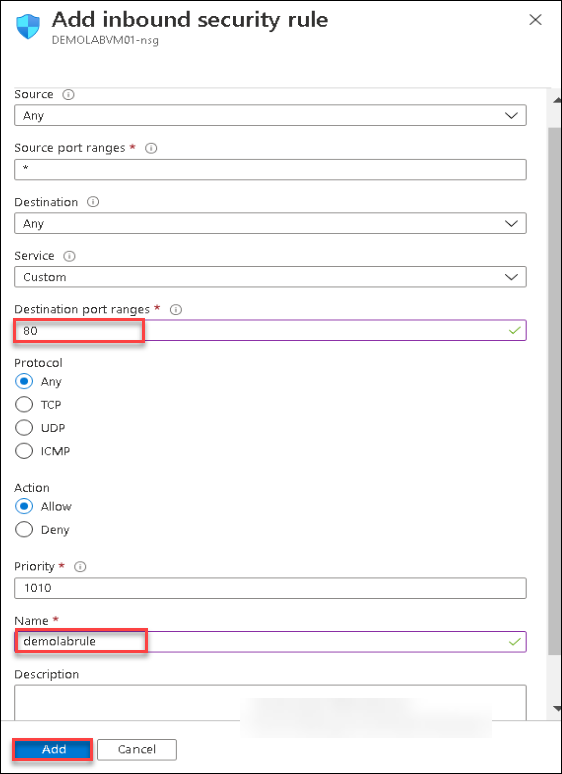 Add inbound security rule
DEMOLABVM01-nsg
Source
Any
Source port ranges *
*
Destination
Any
Service
Custom
Destination port ranges *
80
Protocol
Any
TCP
UDP
ICMP
Action
Allow
Deny
Priority *
1010
Name *
demolabrule
Description
Add Cancel